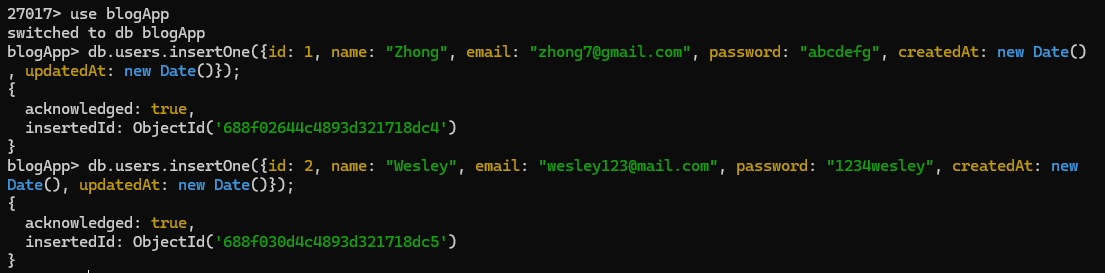 27017> use blogApp
switched to db blogApp
blogApp> db.users.insertOne({id: 1, name: "Zhong", email: "zhong7@gmail.com", password: "abcdefg", createdAt: new Date()
, updatedAt: new Date()});
{
  acknowledged: true,
  insertedId: ObjectId('688f02644c4893d321718dc4')
}
blogApp> db.users.insertOne({id: 2, name: "Wesley", email: "wesley123@mail.com", password: "1234wesley", createdAt: new
Date(), updatedAt: new Date()});
{
  acknowledged: true,
  insertedId: ObjectId('688f030d4c4893d321718dc5')
}